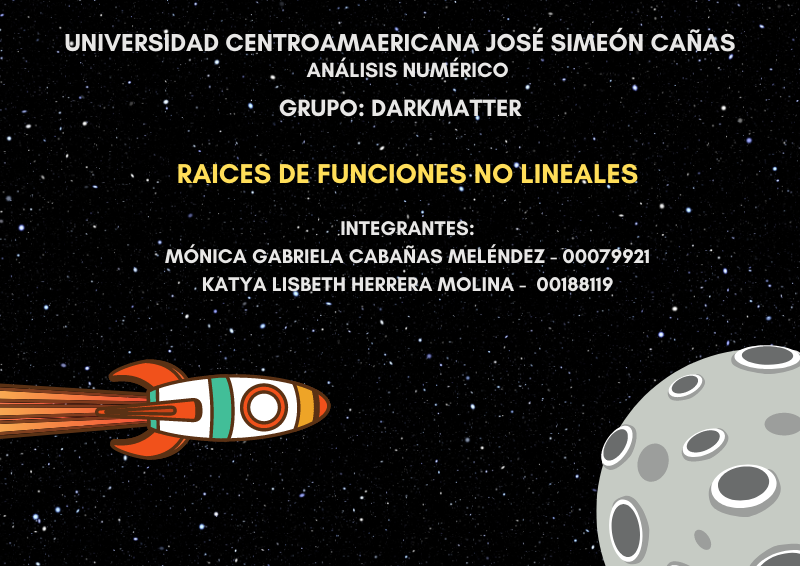 UNIVERSIDAD CENTROAMAERICANA JOSÉ SIMEÓN CAÑAS
ANÁLISIS NUMÉRICO
GRUPO: DARKMATTER
RAICES DE FUNCIONES NO LINEALES
INTEGRANTES:
MÓNICA GABRIELA CABAÑAS MELÉNDEZ - 00079921
KATYA LISBETH HERRERA MOLINA - 00188119